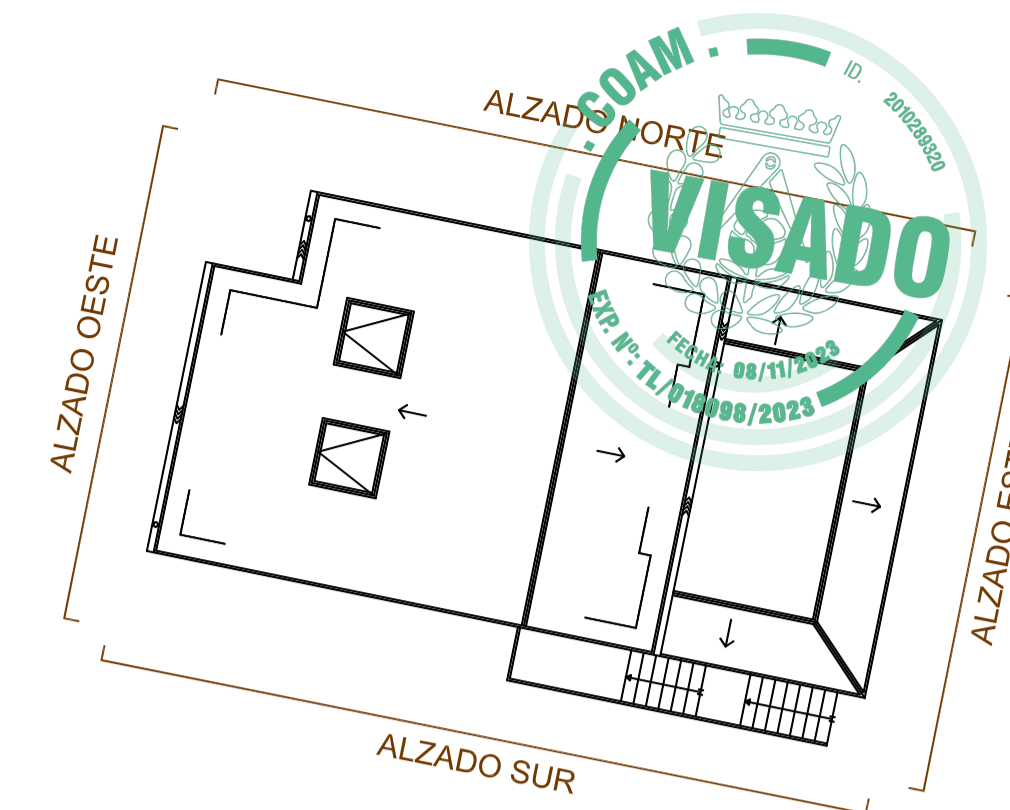 ALZADO NORTE
. COAM .
ID.
2010289320
VISADO
FECHA: 08/11/2023
EXP. Nº: TL/018098/2023
ALZADO OESTE
ALZADO ESTE
ALZADO SUR